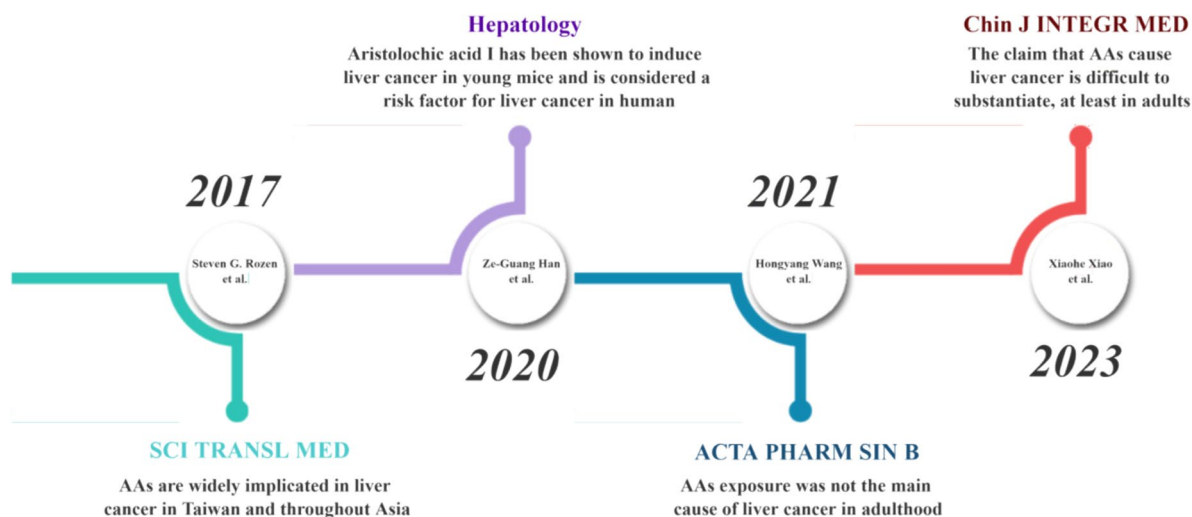 Hepatology
Aristolochic acid I has been shown to induce
liver cancer in young mice and is considered a
risk factor for liver cancer in human
Chin J INTEGR MED
The claim that AAs cause
liver cancer is difficult to
substantiate, at least in adults
2017
Steven G. Rozen
et al.
SCI TRANSL MED
AAs are widely implicated in liver
cancer in Taiwan and throughout Asia
Ze-Guang Han
et al.
2020
2021
Hongyang Wang
et al.
ACTA PHARM SIN B
AAs exposure was not the main
cause of liver cancer in adulthood
Xiaohe Xiao
et al.
2023